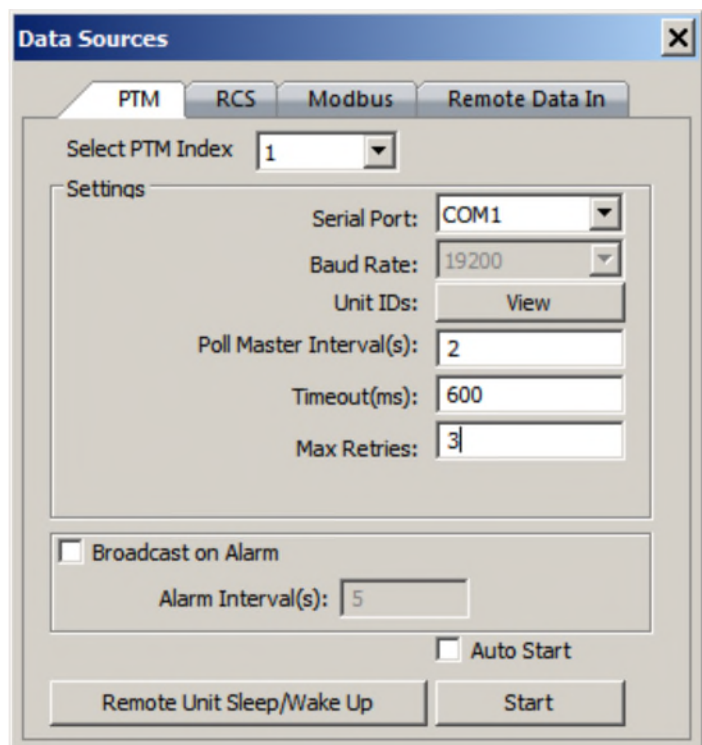 Data Sources
PTM RCS Modbus Remote Data In
Select PTM Index 1
Settings
Serial Port: COM1
Baud Rate: 19200
Unit IDs: View
Poll Master Interval(s): 2
Timeout(ms): 600
Max Retries: 3
Broadcast on Alarm
Alarm Interval(s): 5
Auto Start
Remote Unit Sleep/Wake Up Start